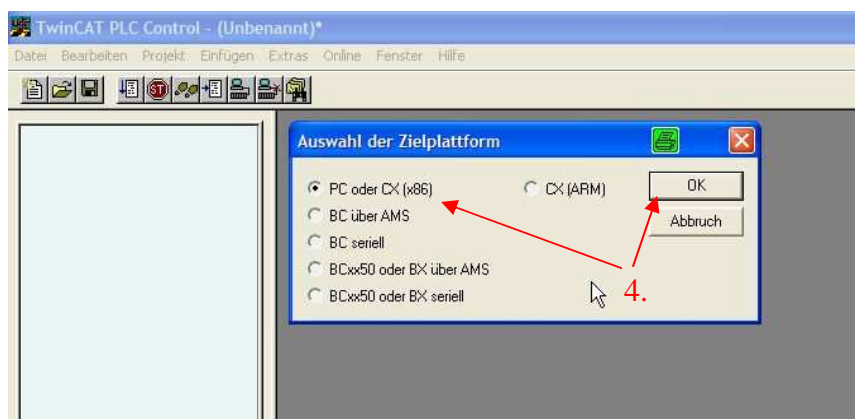 TwinCAT PLC Control - (Unbenannt)*
Datei Bearbeiten Projekt Einfügen Extras Online Fenster Hilfe
ST
Auswahl der Zielplattform
PC oder CX (x86)
CX (ARM)
OK
BC über AMS
Abbruch
BC seriell
BCxx50 oder BX über AMS
BCxx50 oder BX seriell
4.